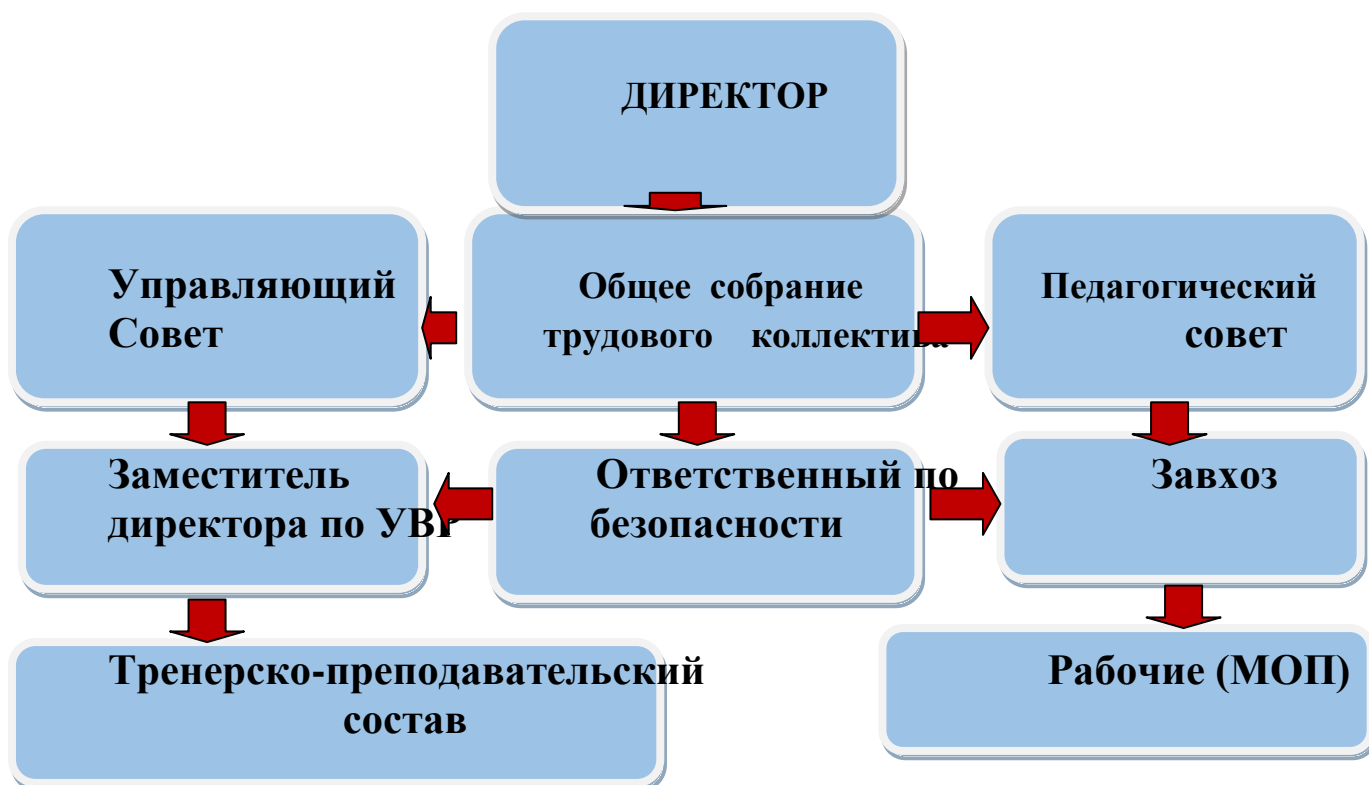 ДИРЕКТОР
Управляющий
Совет
Общее собрание
трудового коллектива
Педагогический
совет
Заместитель
директора по УВР
Ответственный по
безопасности
Завхоз
Тренерско-преподавательский
состав
Рабочие (МОП)